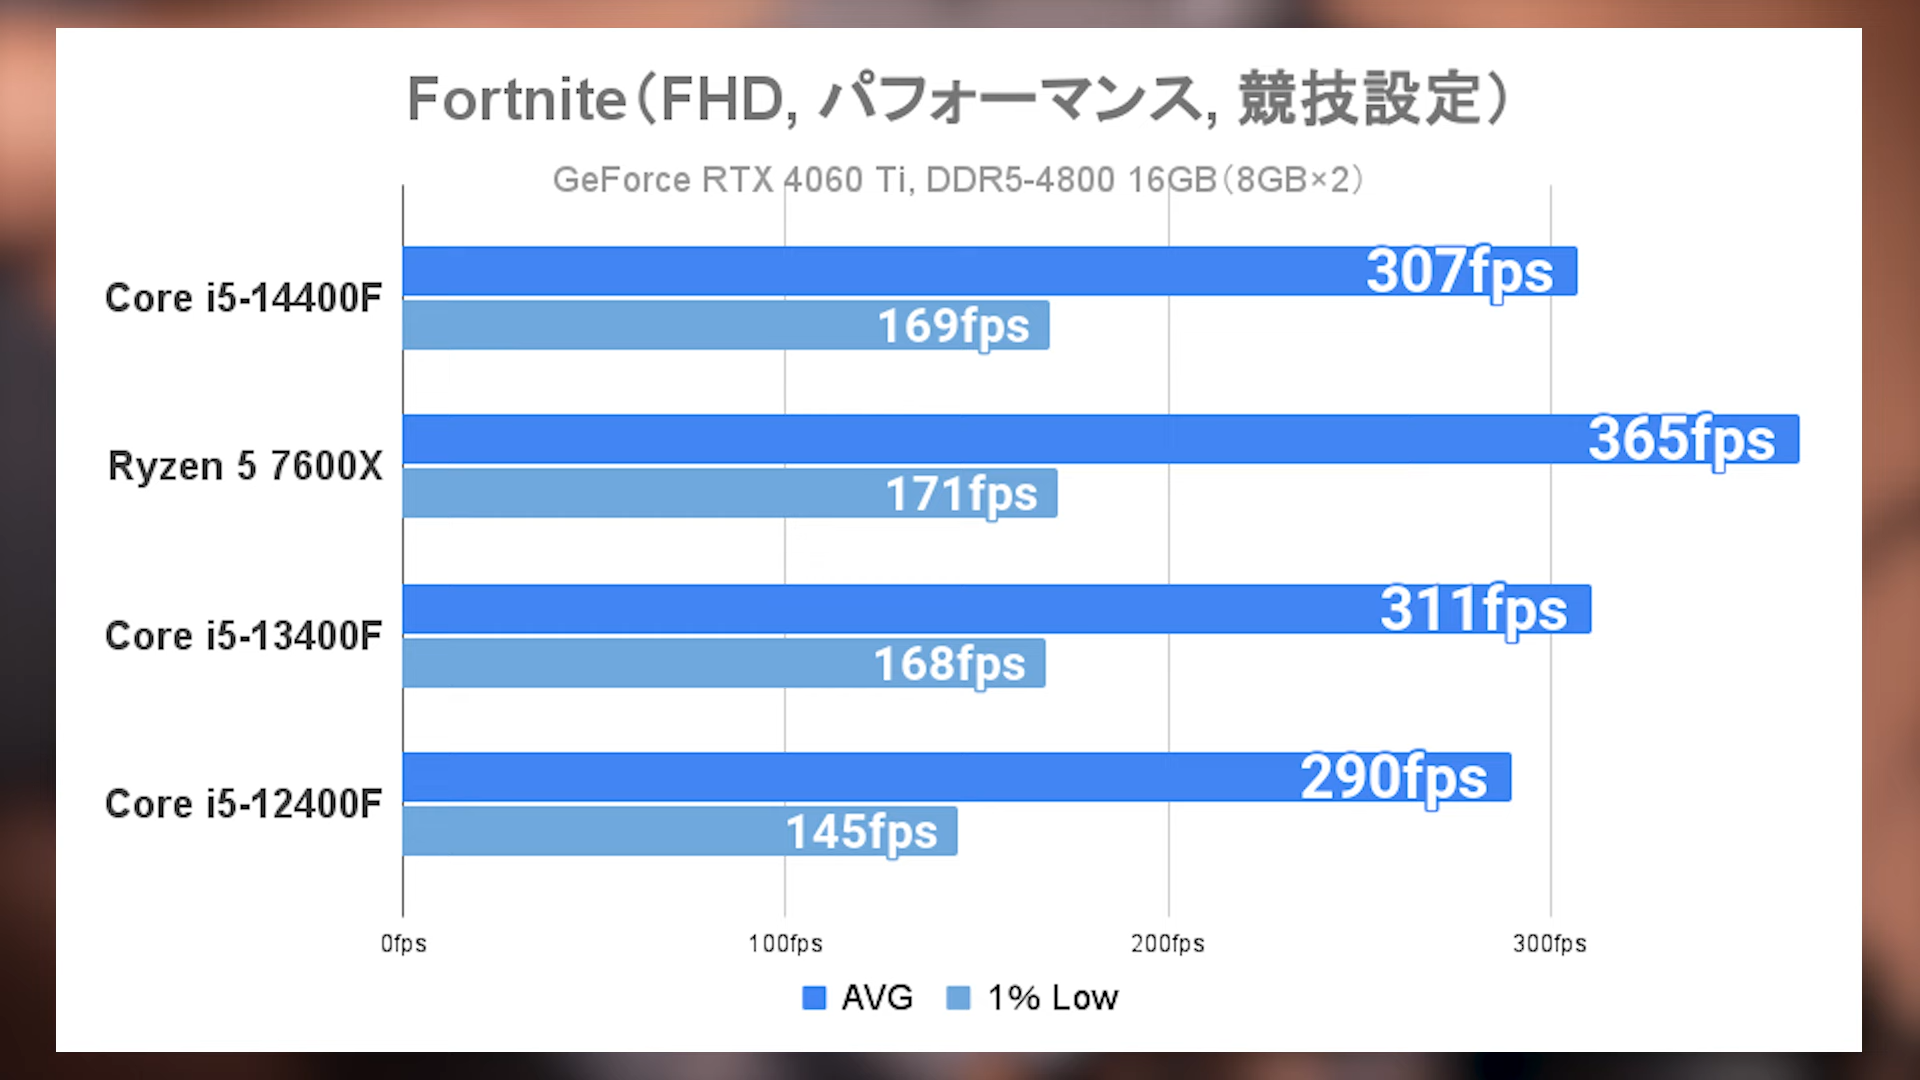 Fortnite（FHD, パフォーマンス, 競技設定）
GeForce RTX 4060 Ti, DDR5-4800 16GB（8GB×2）
Core i5-14400F
307fps
169fps
Ryzen 5 7600X
365fps
171fps
Core i5-13400F
311fps
168fps
Core i5-12400F
290fps
145fps
0fps 100fps 200fps 300fps
AVG 1% Low